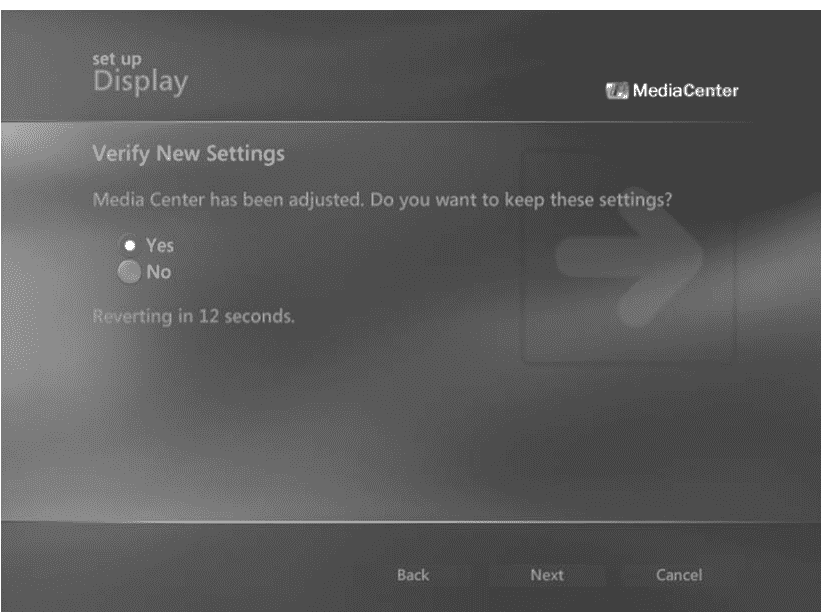 set up
Display
MediaCenter
Verify New Settings
Media Center has been adjusted. Do you want to keep these settings?
Yes
No
Reverting in 12 seconds.
Back Next Cancel